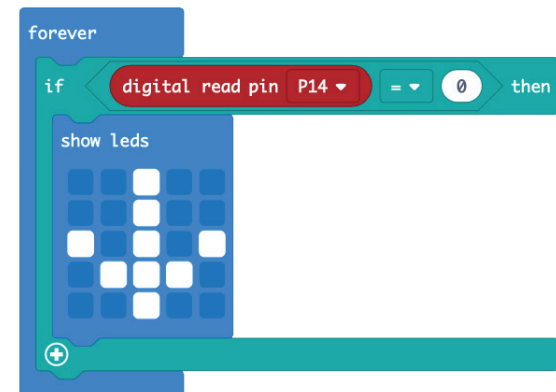 forever
if digital read pin P14 = 0 then
show leds